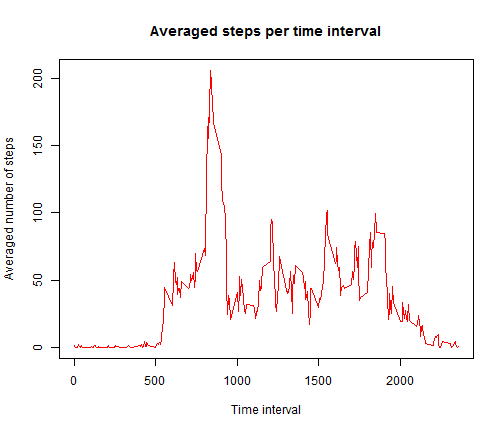 Averaged steps per time interval
Averaged number of steps
200
150
100
50
0
0 500 1000 1500 2000
Time interval